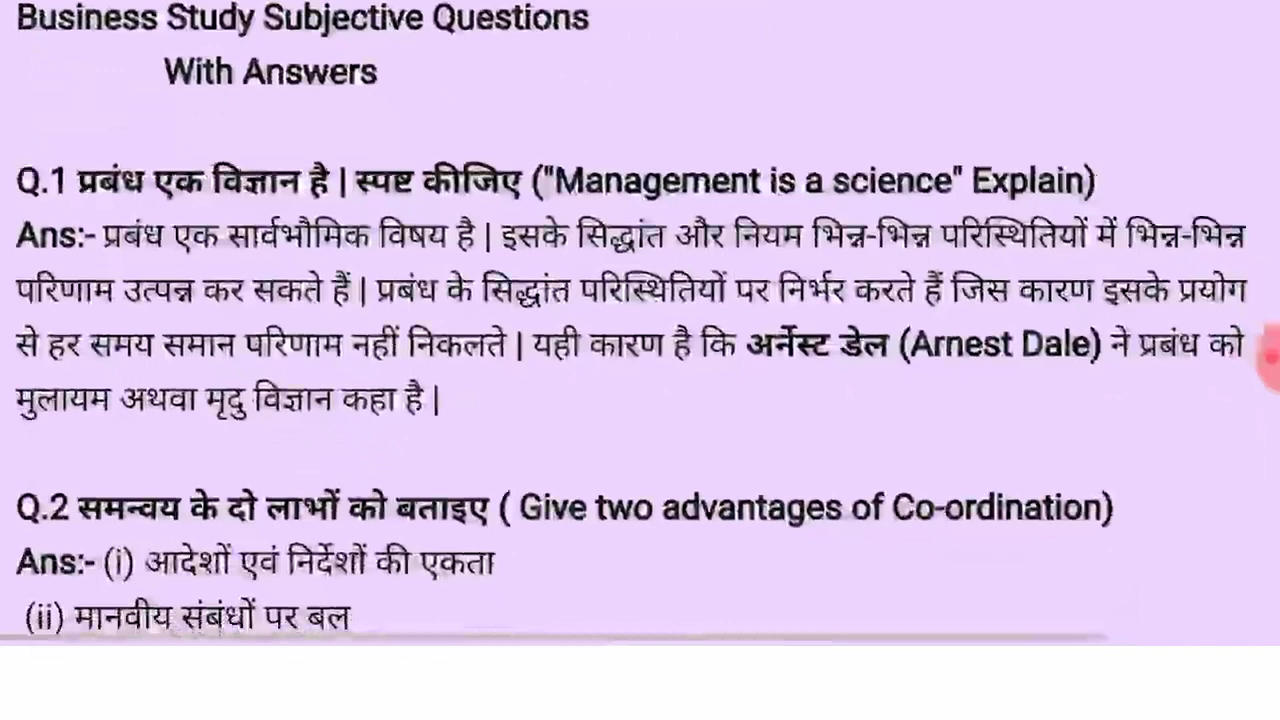 Business Study Subjective Questions
With Answers
Q.1 प्रबंध एक विज्ञान है | स्पष्ट कीजिए ("Management is a science" Explain)
Ans:- प्रबंध एक सार्वभौमिक विषय है | इसके सिद्धांत और नियम भिन्न-भिन्न परिस्थितियों में भिन्न-भिन्न
परिणाम उत्पन्न कर सकते हैं | प्रबंध के सिद्धांत परिस्थितियों पर निर्भर करते हैं जिस कारण इसके प्रयोग
से हर समय समान परिणाम नहीं निकलते | यही कारण है कि अर्नेस्ट डेल (Arnest Dale) ने प्रबंध को
मुलायम अथवा मृदु विज्ञान कहा है |
Q.2 समन्वय के दो लाभों को बताइए ( Give two advantages of Co-ordination)
Ans:- (i) आदेशों एवं निर्देशों की एकता
(ii) मानवीय संबंधों पर बल